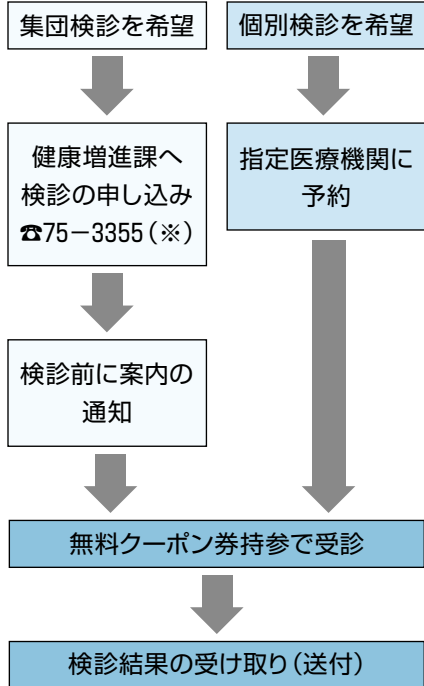 集団検診を希望
個別検診を希望
健康増進課へ
検診の申し込み
☎75−3355(※)
指定医療機関に
予約
検診前に案内の
通知
無料クーポン券持参で受診
検診結果の受け取り(送付)